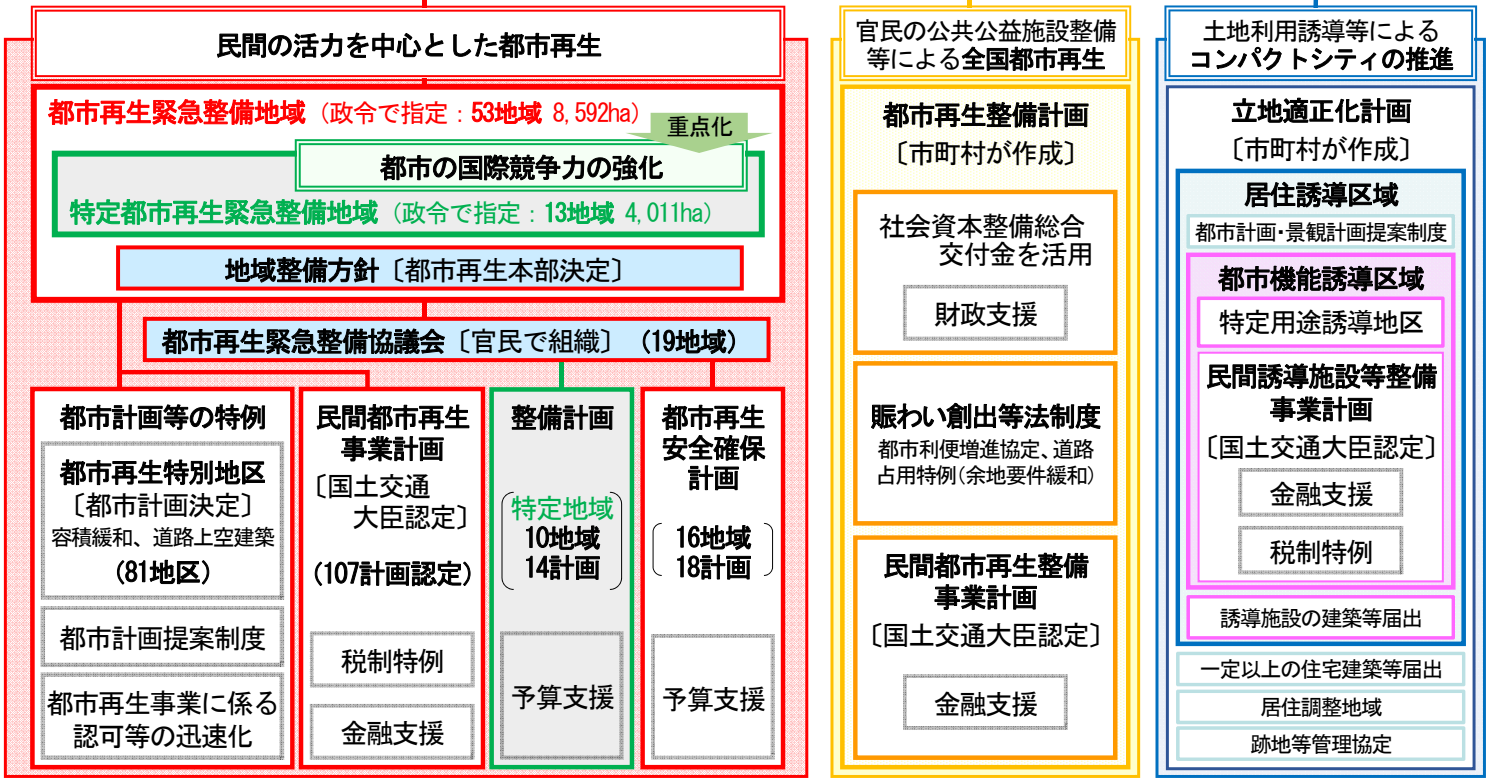 民間の活力を中心とした都市再生
都市再生緊急整備地域（政令で指定：53地域 8,592ha）
重点化
都市の国際競争力の強化
特定都市再生緊急整備地域（政令で指定：13地域 4,011ha）
地域整備方針〔都市再生本部決定〕
都市再生緊急整備協議会〔官民で組織〕（19地域）
都市計画等の特例
都市再生特別地区
〔都市計画決定〕
容積緩和、道路上空建築
（81地区）
都市計画提案制度
都市再生事業に係る
認可等の迅速化
民間都市再生
事業計画
〔国土交通
大臣認定〕
（107計画認定）
税制特例
金融支援
整備計画
特定地域
10地域
14計画
予算支援
都市再生
安全確保
計画
16地域
18計画
予算支援
官民の公共公益施設整備
等による全国都市再生
都市再生整備計画
〔市町村が作成〕
社会資本整備総合
交付金を活用
財政支援
賑わい創出等法制度
都市利便増進協定、道路
占用特例(余地要件緩和)
民間都市再生整備
事業計画
〔国土交通大臣認定〕
金融支援
土地利用誘導等による
コンパクトシティの推進
立地適正化計画
〔市町村が作成〕
居住誘導区域
都市計画・景観計画提案制度
都市機能誘導区域
特定用途誘導地区
民間誘導施設等整備
事業計画
〔国土交通大臣認定〕
金融支援
税制特例
誘導施設の建築等届出
一定以上の住宅建築等届出
居住調整地域
跡地等管理協定